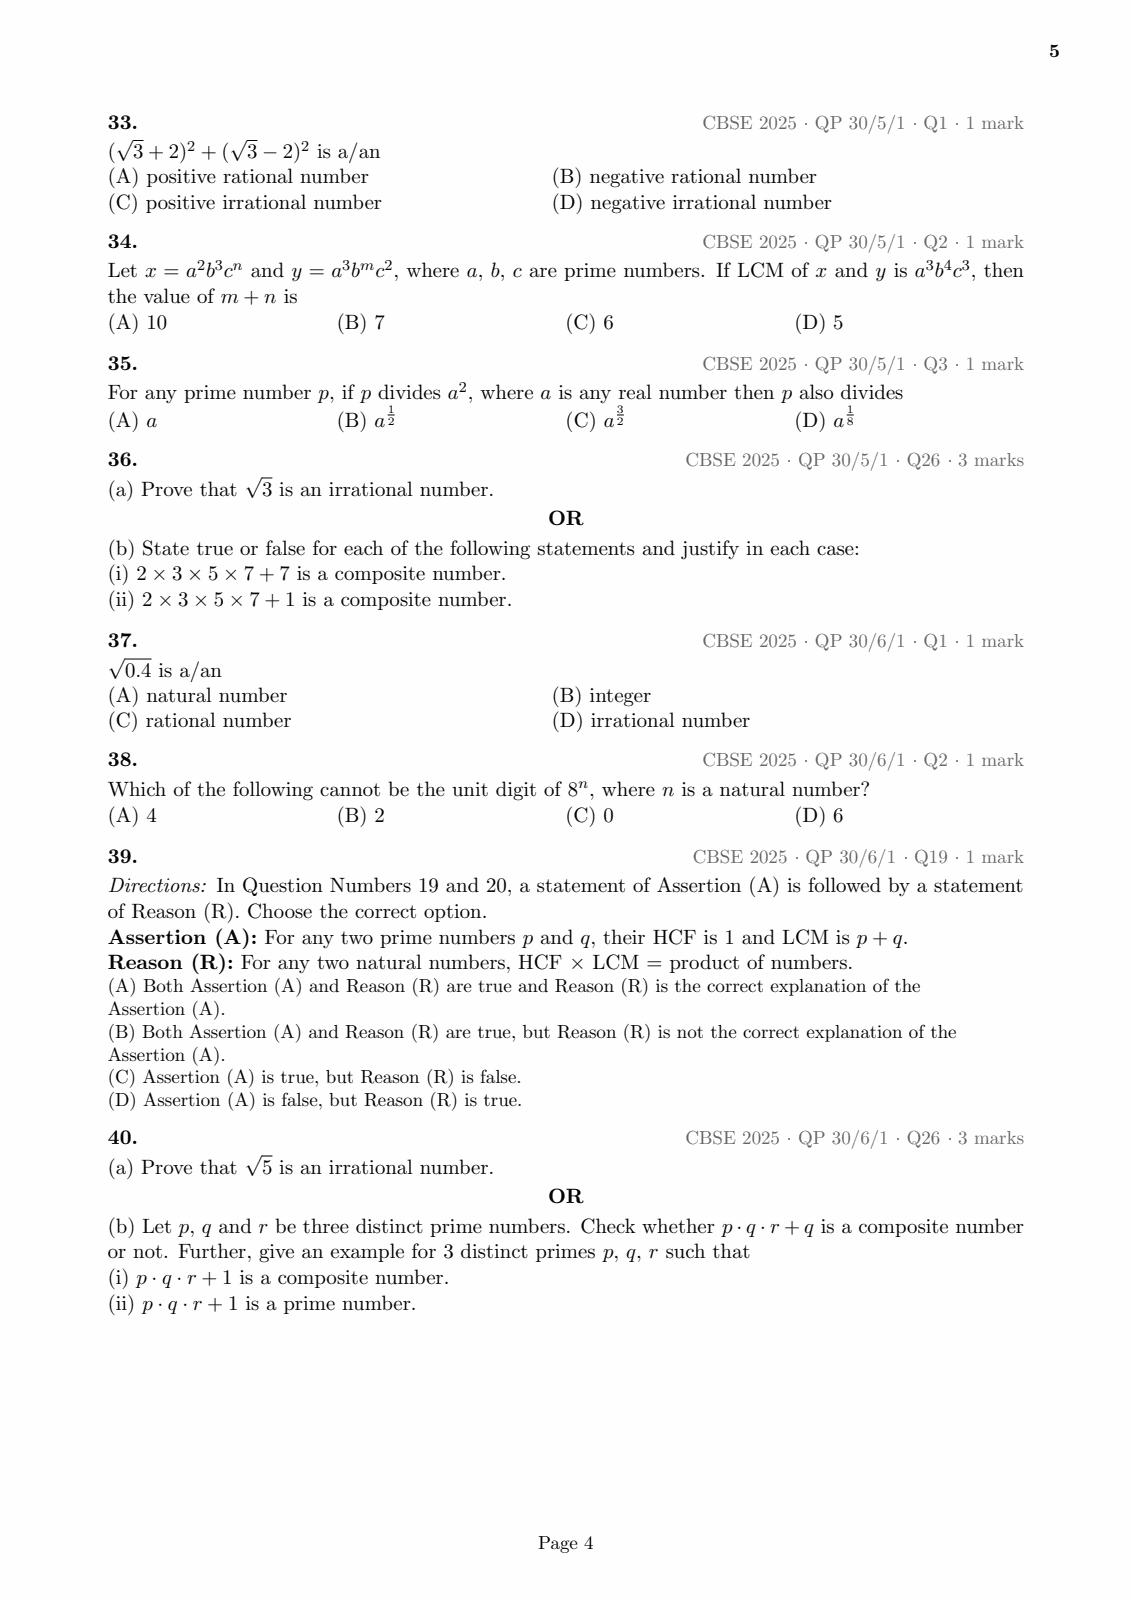 5
33. CBSE 2025 · QP 30/5/1 · Q1 · 1 mark
(√3 + 2)² + (√3 − 2)² is a/an
(A) positive rational number (B) negative rational number
(C) positive irrational number (D) negative irrational number
34. CBSE 2025 · QP 30/5/1 · Q2 · 1 mark
Let x = a²b³cⁿ and y = a³bᵐc², where a, b, c are prime numbers. If LCM of x and y is a³b⁴c³, then
the value of m + n is
(A) 10 (B) 7 (C) 6 (D) 5
35. CBSE 2025 · QP 30/5/1 · Q3 · 1 mark
For any prime number p, if p divides a², where a is any real number then p also divides
(A) a (B) a^(1/2) (C) a^(3/2) (D) a^(1/8)
36. CBSE 2025 · QP 30/5/1 · Q26 · 3 marks
(a) Prove that √3 is an irrational number.
OR
(b) State true or false for each of the following statements and justify in each case:
(i) 2 × 3 × 5 × 7 + 7 is a composite number.
(ii) 2 × 3 × 5 × 7 + 1 is a composite number.
37. CBSE 2025 · QP 30/6/1 · Q1 · 1 mark
√0.4 is a/an
(A) natural number (B) integer
(C) rational number (D) irrational number
38. CBSE 2025 · QP 30/6/1 · Q2 · 1 mark
Which of the following cannot be the unit digit of 8ⁿ, where n is a natural number?
(A) 4 (B) 2 (C) 0 (D) 6
39. CBSE 2025 · QP 30/6/1 · Q19 · 1 mark
Directions: In Question Numbers 19 and 20, a statement of Assertion (A) is followed by a statement
of Reason (R). Choose the correct option.
Assertion (A): For any two prime numbers p and q, their HCF is 1 and LCM is p + q.
Reason (R): For any two natural numbers, HCF × LCM = product of numbers.
(A) Both Assertion (A) and Reason (R) are true and Reason (R) is the correct explanation of the
Assertion (A).
(B) Both Assertion (A) and Reason (R) are true, but Reason (R) is not the correct explanation of the
Assertion (A).
(C) Assertion (A) is true, but Reason (R) is false.
(D) Assertion (A) is false, but Reason (R) is true.
40. CBSE 2025 · QP 30/6/1 · Q26 · 3 marks
(a) Prove that √5 is an irrational number.
OR
(b) Let p, q and r be three distinct prime numbers. Check whether p · q · r + q is a composite number
or not. Further, give an example for 3 distinct primes p, q, r such that
(i) p · q · r + 1 is a composite number.
(ii) p · q · r + 1 is a prime number.
Page 4